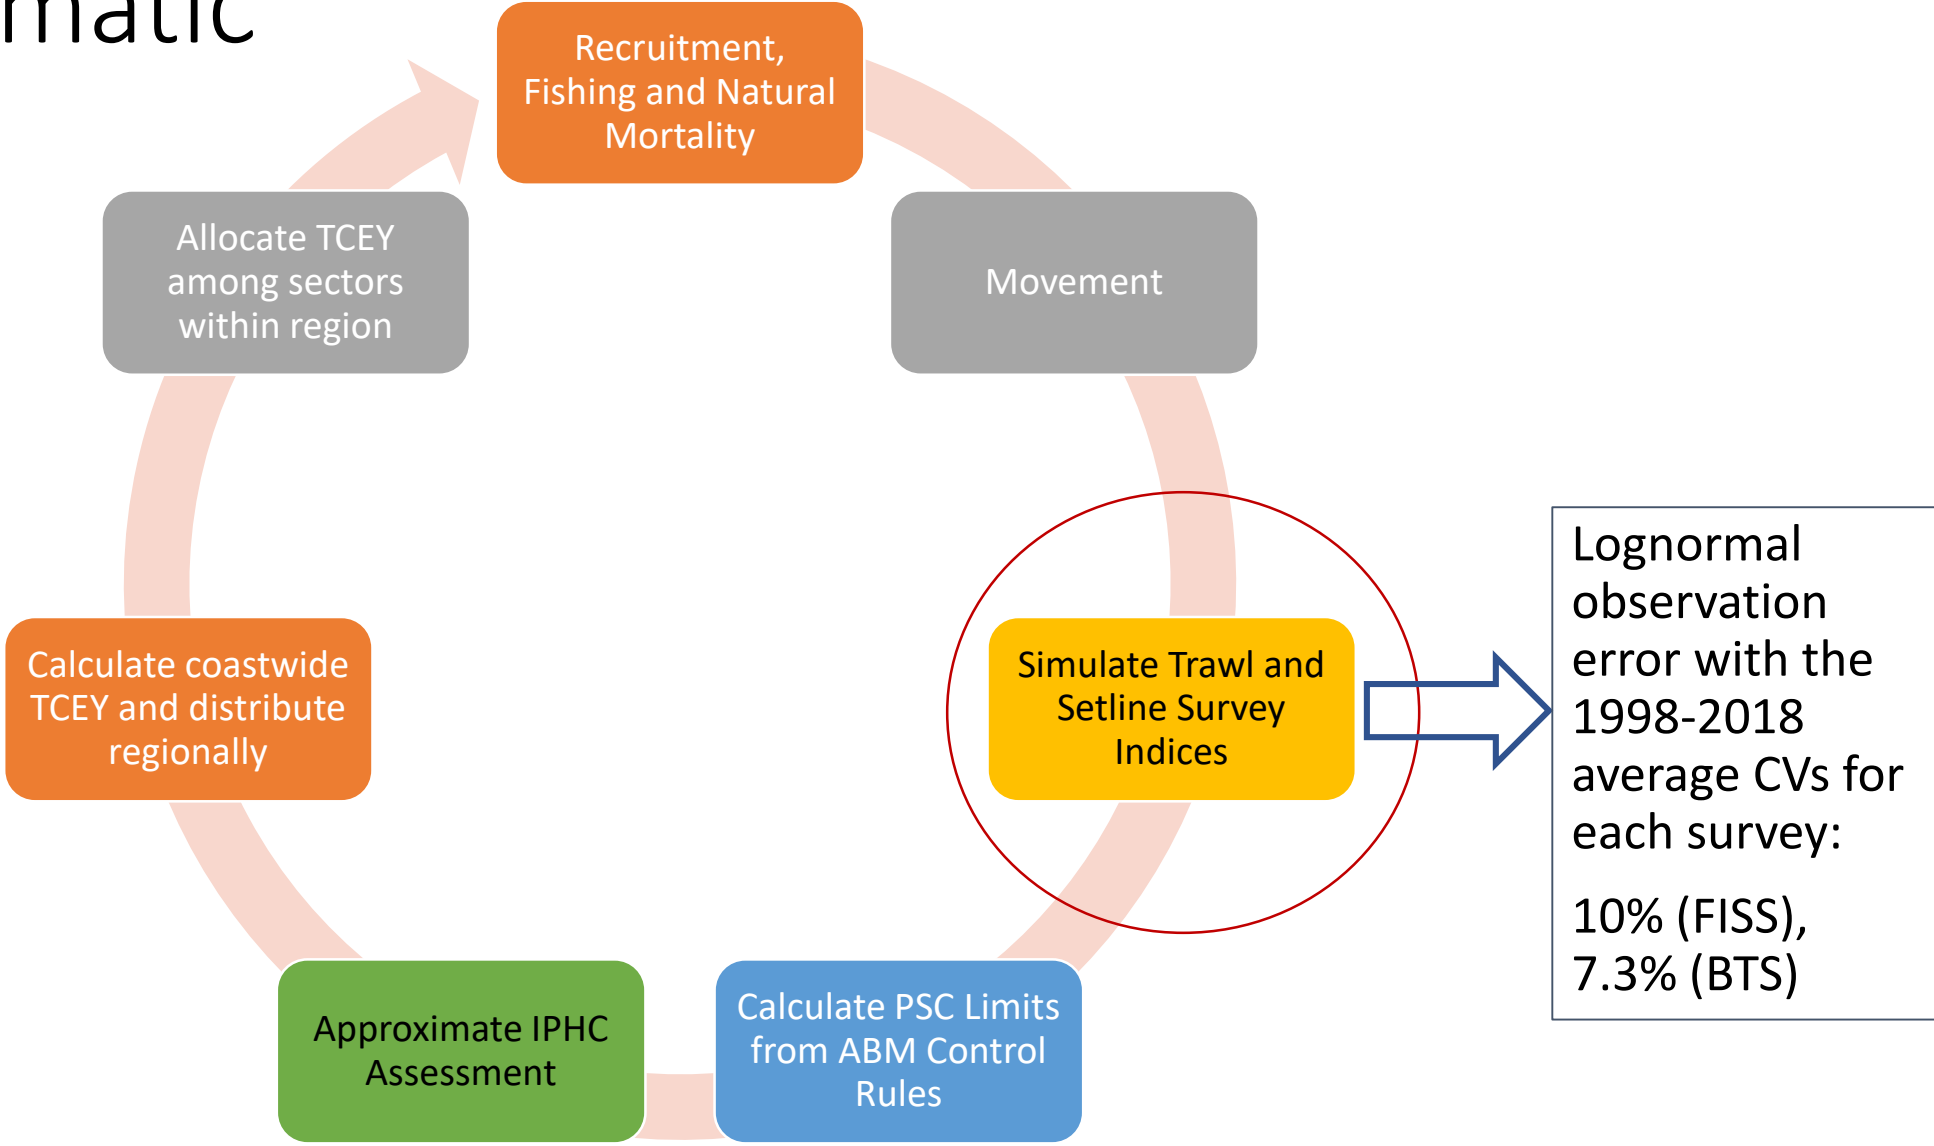 matic
Recruitment,
Fishing and Natural
Mortality
Movement
Simulate Trawl and
Setline Survey
Indices
Lognormal
observation
error with the
1998-2018
average CVs for
each survey:
10% (FISS),
7.3% (BTS)
Calculate PSC Limits
from ABM Control
Rules
Approximate IPHC
Assessment
Calculate coastwide
TCEY and distribute
regionally
Allocate TCEY
among sectors
within region